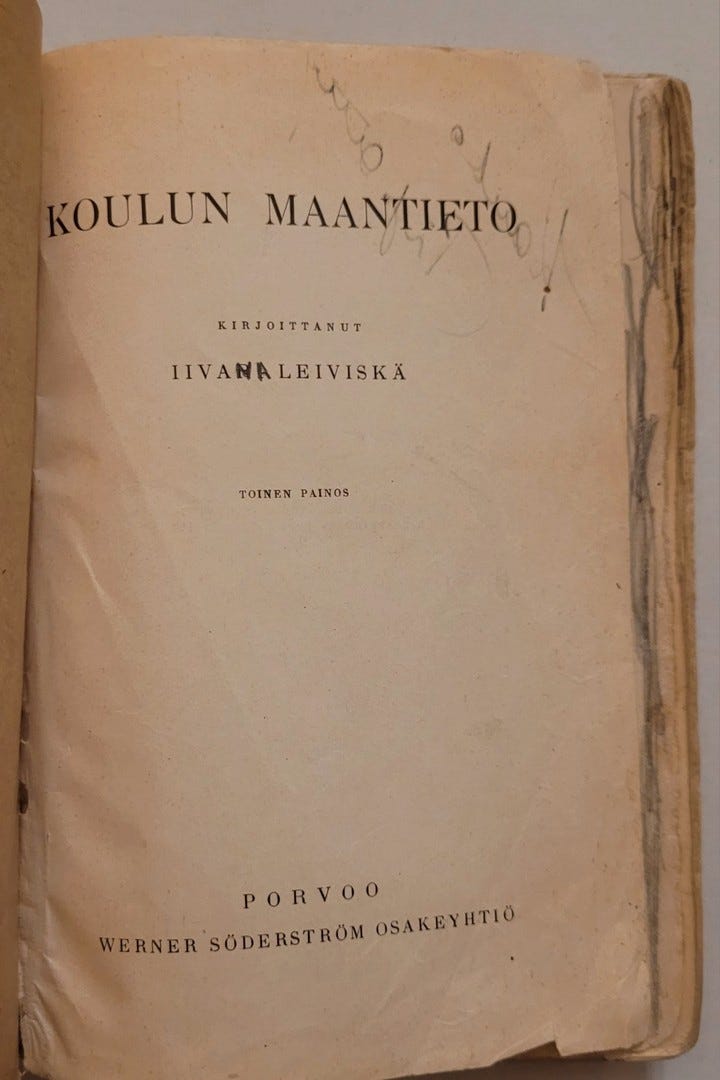 KOULUN MAANTIETO
KIRJOITTANUT
IIVANA LEIVISKÄ
TOINEN PAINOS
PORVOO
WERNER SÖDERSTRÖM OSAKEYHTIÖ